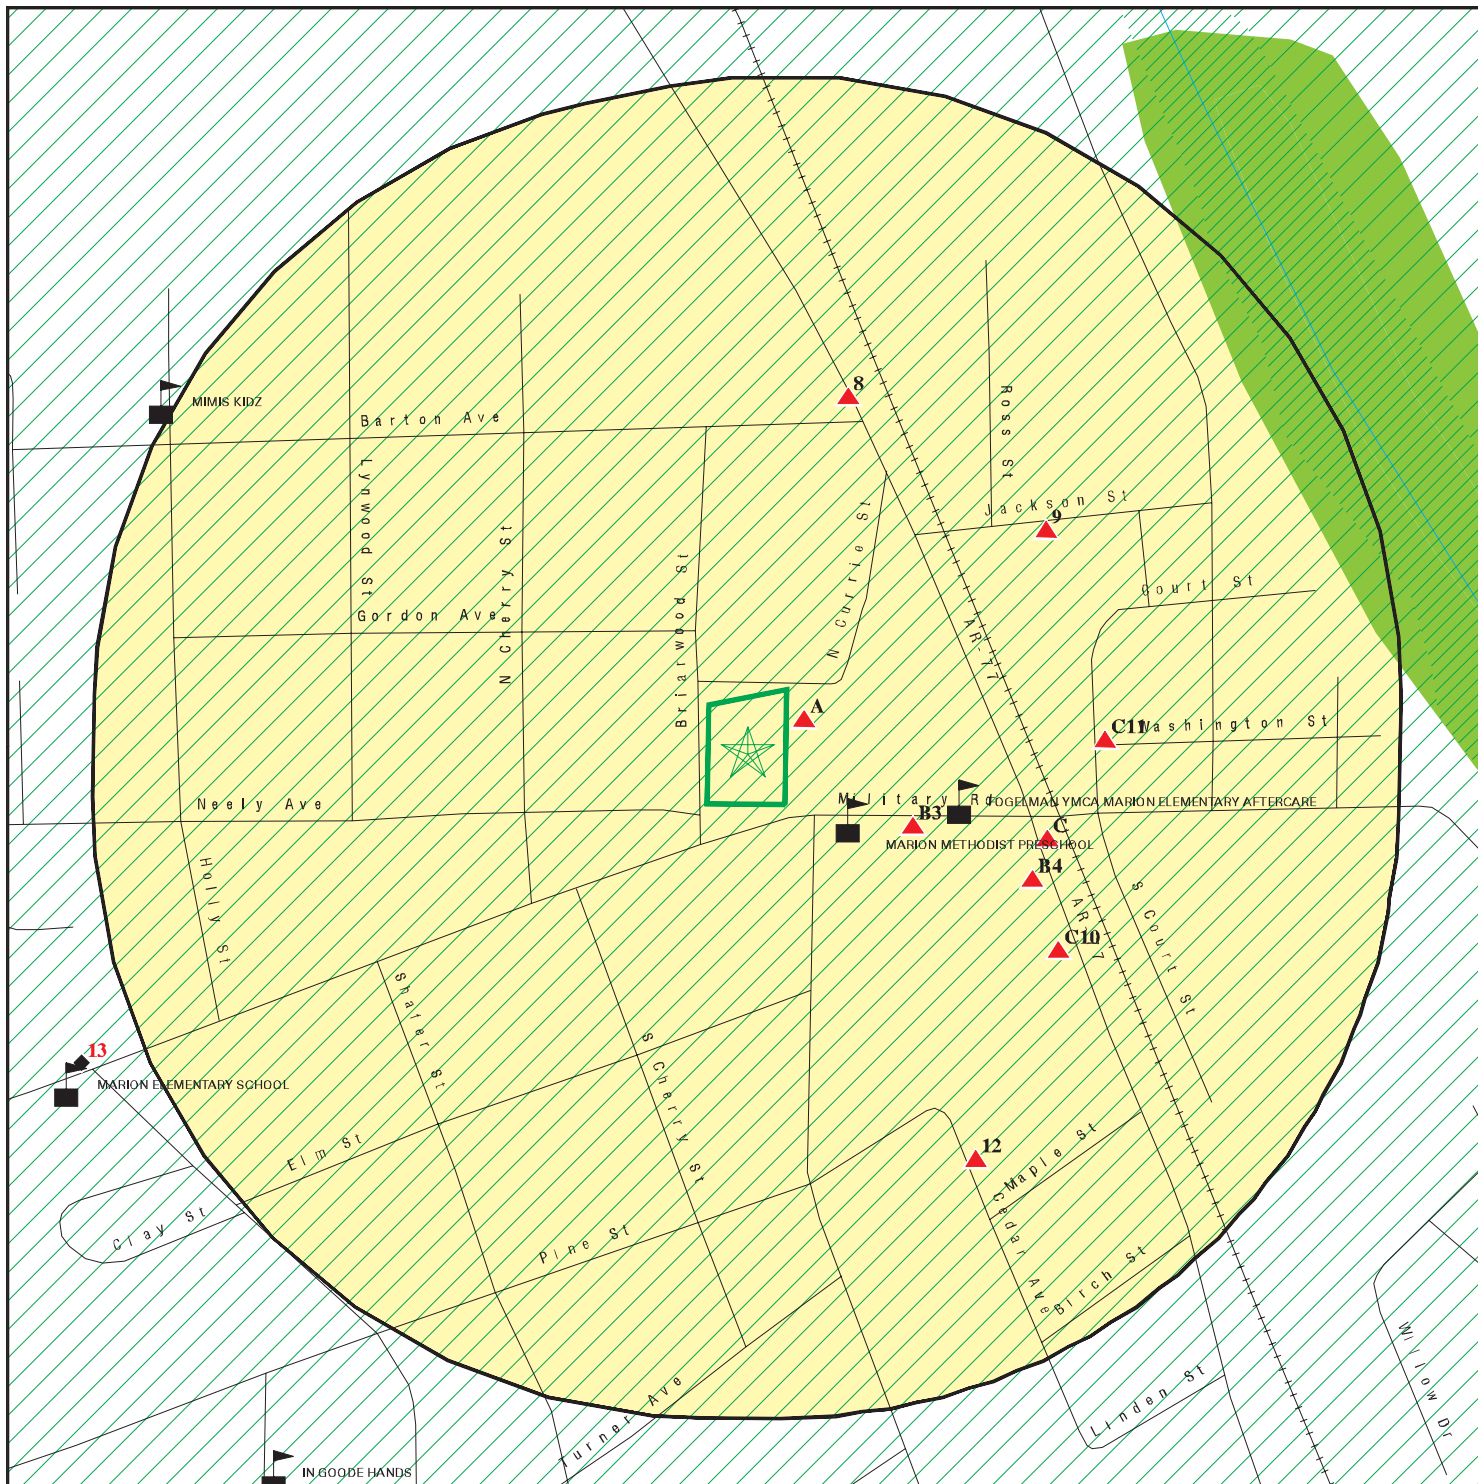 8
MIMIS KIDZ
Barton Ave
Ross St
Lynwood St
Jackson St
9
N Currie St
N Cherry St
Briarwood St
Court St
Gordon Ave
AR-77
A
C11
Washington St
Neely Ave
Military Rd
FOGELMAN YMCA MARION ELEMENTARY AFTERCARE
B3
C
MARION METHODIST PRESCHOOL
B4
Holly St
S Court St
AR-77
C10
Shafer St
13
MARION ELEMENTARY SCHOOL
S Cherry St
Elm St
12
Maple St
Clay St
Pine St
Cedar Ave
Birch St
Willow Dr
Turner Ave
Linden St
IN GOODE HANDS